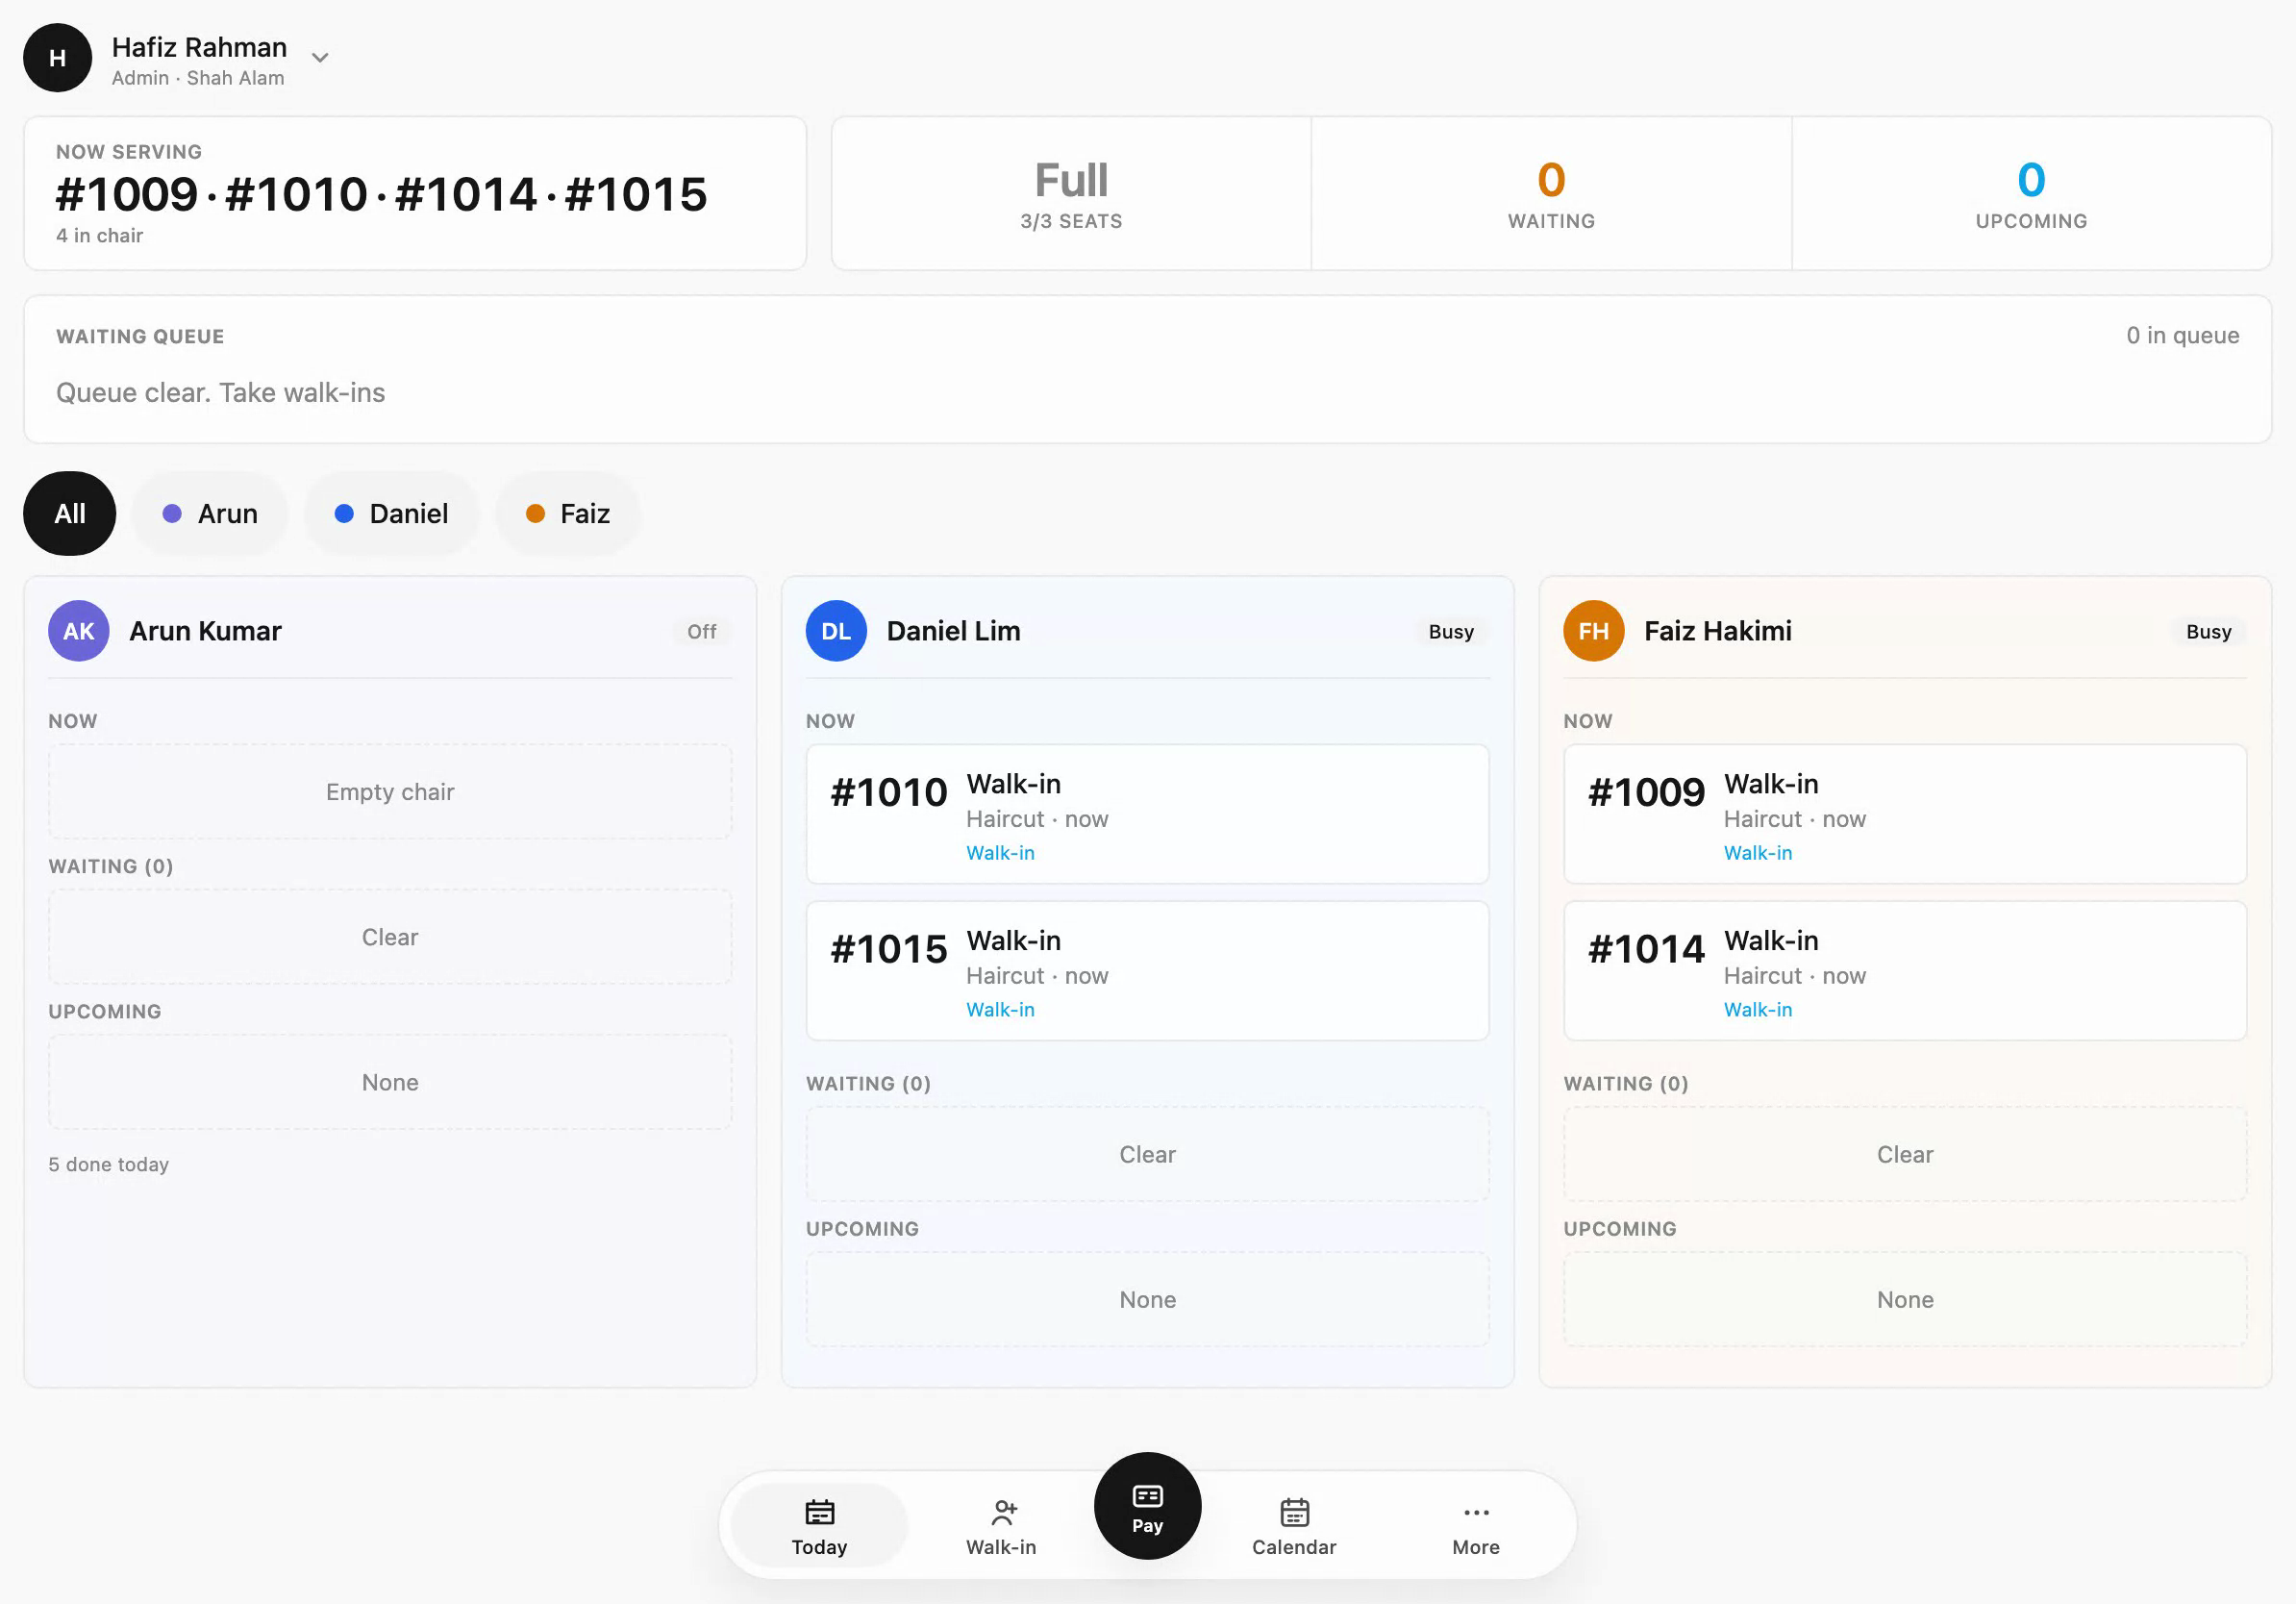 H
Hafiz Rahman
Admin · Shah Alam
NOW SERVING
#1009 · #1010 · #1014 · #1015
4 in chair
Full
3/3 SEATS
0
WAITING
0
UPCOMING
WAITING QUEUE
0 in queue
Queue clear. Take walk-ins
All
Arun
Daniel
Faiz
AK
Arun Kumar
Off
NOW
Empty chair
WAITING (0)
Clear
UPCOMING
None
5 done today
DL
Daniel Lim
Busy
NOW
#1010
Walk-in
Haircut · now
Walk-in
#1015
Walk-in
Haircut · now
Walk-in
WAITING (0)
Clear
UPCOMING
None
FH
Faiz Hakimi
Busy
NOW
#1009
Walk-in
Haircut · now
Walk-in
#1014
Walk-in
Haircut · now
Walk-in
WAITING (0)
Clear
UPCOMING
None
Today
Walk-in
Pay
Calendar
More